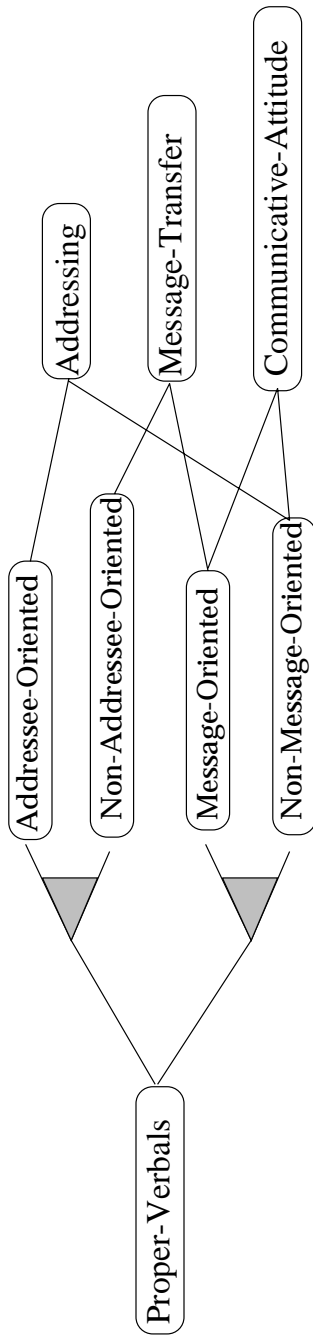 Proper-Verbals
Addressee-Oriented
Non-Addressee-Oriented
Message-Oriented
Non-Message-Oriented
Addressing
Message-Transfer
Communicative-Attitude